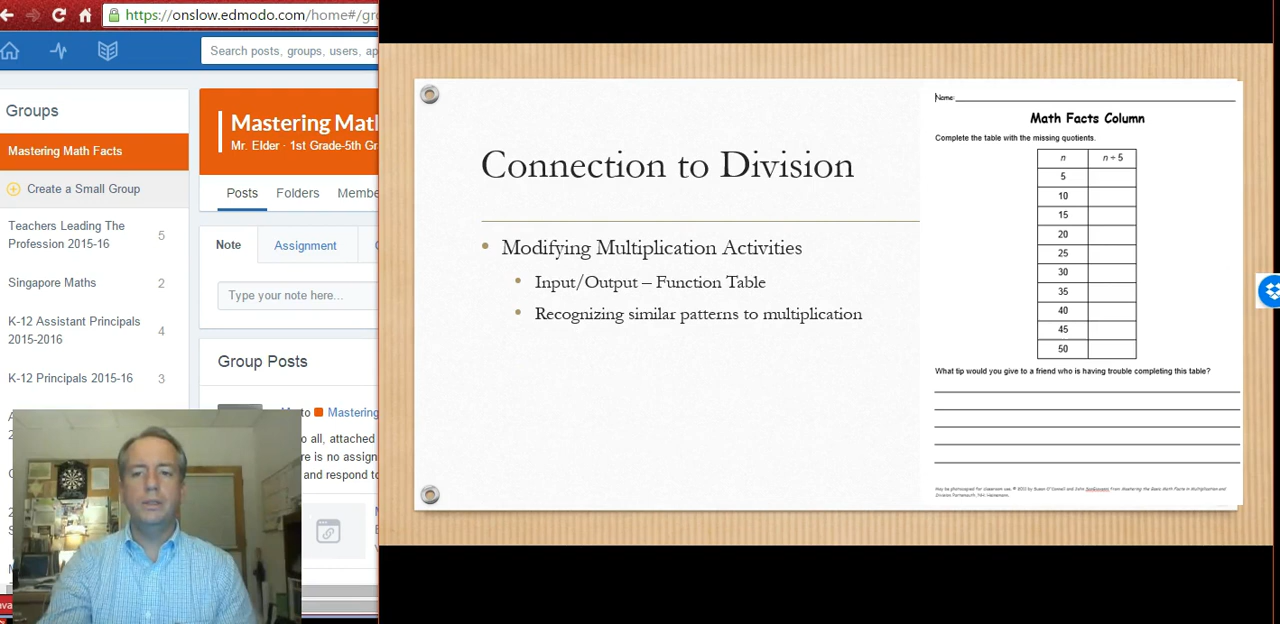 https://onslow.edmodo.com/home#/gr
Search posts, groups, users, ap
Groups
Mastering Math Facts
Create a Small Group
Teachers Leading The
Profession 2015-16
5
Singapore Maths
2
K-12 Assistant Principals
2015-2016
4
K-12 Principals 2015-16
3
Mastering Mat
Mr. Elder · 1st Grade-5th Gr
Posts
Folders
Membe
Note
Assignment
Type your note here...
Group Posts
to
Mastering
o all, attached
re is no assign
and respond to
Connection to Division
Modifying Multiplication Activities
Input/Output – Function Table
Recognizing similar patterns to multiplication
Name:
Math Facts Column
Complete the table with the missing quotients.
n
n ÷ 5
5
10
15
20
25
30
35
40
45
50
What tip would you give to a friend who is having trouble completing this table?